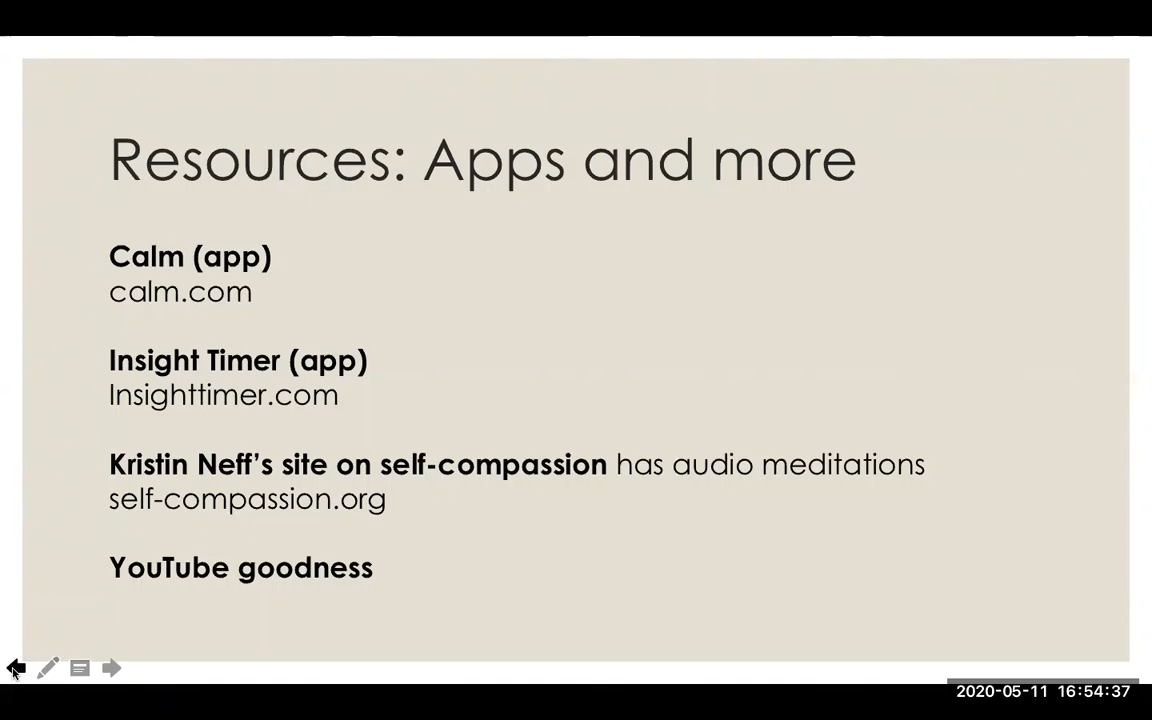 Resources: Apps and more
Calm (app)
calm.com
Insight Timer (app)
Insighttimer.com
Kristin Neff’s site on self-compassion has audio meditations
self-compassion.org
YouTube goodness
2020-05-11 16:54:37